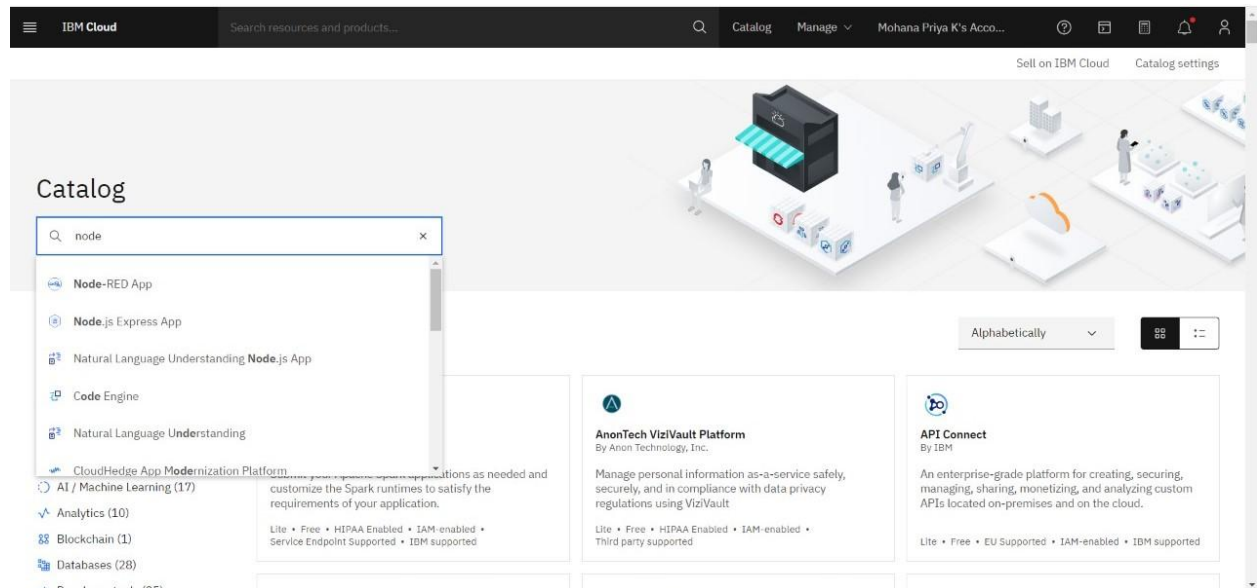 IBM Cloud
Search resources and products...
Catalog
Manage
Mohana Priya K's Acco...
Sell on IBM Cloud
Catalog settings
Catalog
node
Node-RED App
Node.js Express App
Natural Language Understanding Node.js App
Code Engine
Natural Language Understanding
CloudHedge App Modernization Platform
AI / Machine Learning (17)
Analytics (10)
Blockchain (1)
Databases (28)
Alphabetically
applications as needed and
customize the Spark runtimes to satisfy the
requirements of your application.
Lite • Free • HIPAA Enabled • IAM-enabled •
Service Endpoint Supported • IBM supported
AnonTech ViziVault Platform
By Anon Technology, Inc.
Manage personal information as-a-service safely,
securely, and in compliance with data privacy
regulations using ViziVault
Lite • Free • HIPAA Enabled • IAM-enabled •
Third party supported
API Connect
By IBM
An enterprise-grade platform for creating, securing,
managing, sharing, monetizing, and analyzing custom
APIs located on-premises and on the cloud.
Lite • Free • EU Supported • IAM-enabled • IBM supported